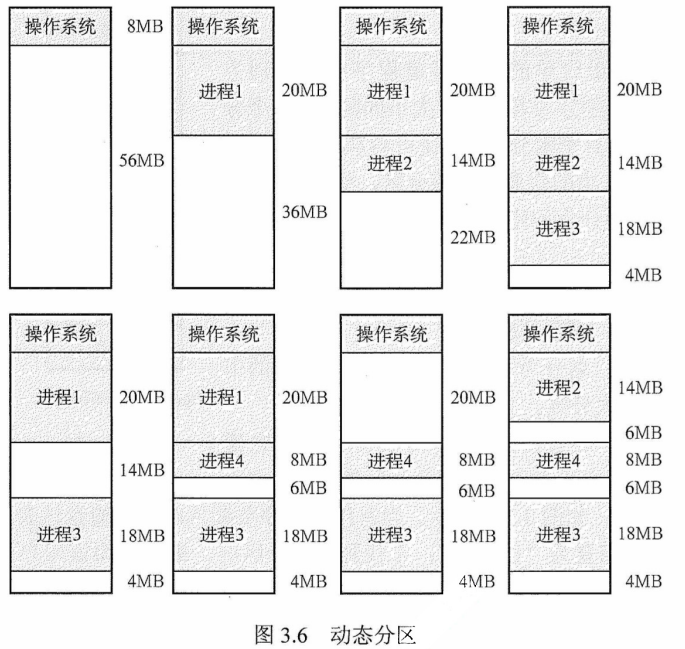 操作系统 8MB 操作系统 操作系统 操作系统
进程1 20MB 进程1 20MB 进程1 20MB
56MB 进程2 14MB 进程2 14MB
36MB 22MB 进程3 18MB
4MB
操作系统 操作系统 操作系统 操作系统
进程1 20MB 进程1 20MB 20MB 进程2 14MB
6MB
14MB 进程4 8MB 进程4 8MB 进程4 8MB
6MB 6MB 6MB
进程3 18MB 进程3 18MB 进程3 18MB 进程3 18MB
4MB 4MB 4MB 4MB
图 3.6 动态分区